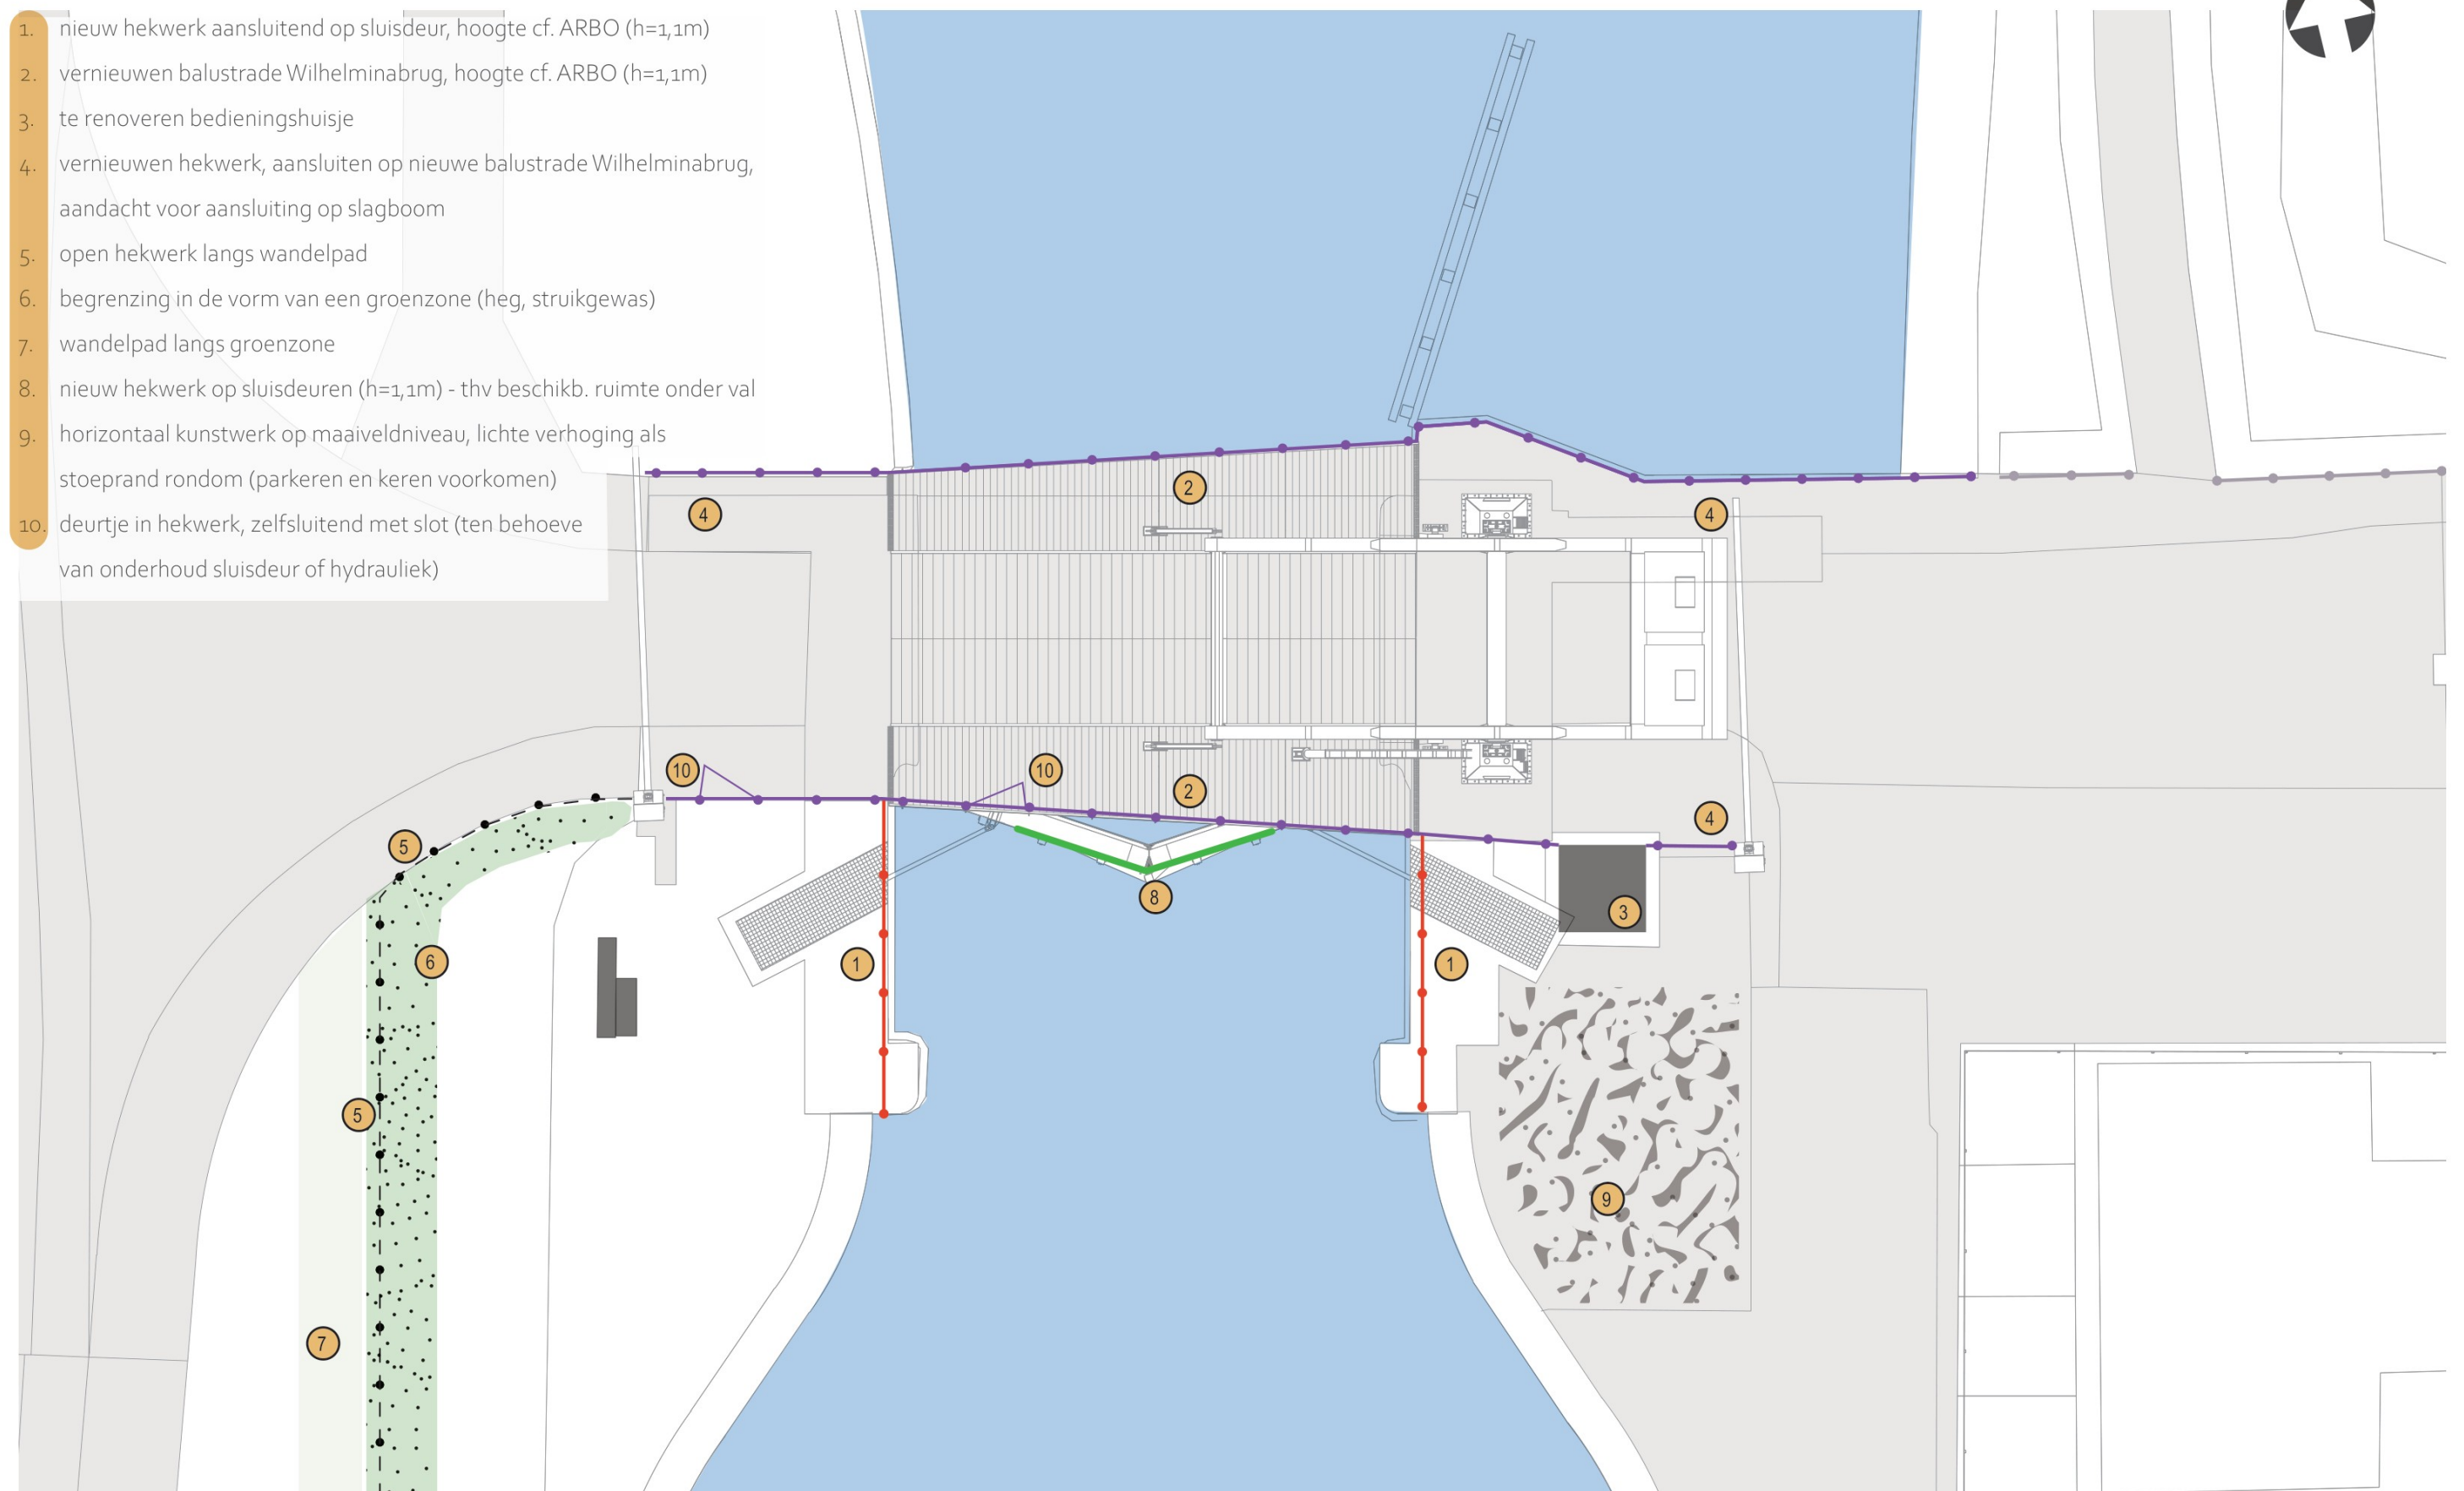 1. nieuw hekwerk aansluitend op sluisdeur, hoogte cf. ARBO (h=1,1m)
2. vernieuwen balustrade Wilhelminabrug, hoogte cf. ARBO (h=1,1m)
3. te renoveren bedieningshuisje
4. vernieuwen hekwerk, aansluiten op nieuwe balustrade Wilhelminabrug,
aandacht voor aansluiting op slagboom
5. open hekwerk langs wandelpad
6. begrenzing in de vorm van een groenzone (heg, struikgewas)
7. wandelpad langs groenzone
8. nieuw hekwerk op sluisdeuren (h=1,1m) - thv beschikb. ruimte onder val
9. horizontaal kunstwerk op maaiveldniveau, lichte verhoging als
stoeprand rondom (parkeren en keren voorkomen)
10. deurtje in hekwerk, zelfsluitend met slot (ten behoeve
van onderhoud sluisdeur of hydrauliek)
2
4
4
10
10
2
4
5
8
3
6
1
1
5
9
7